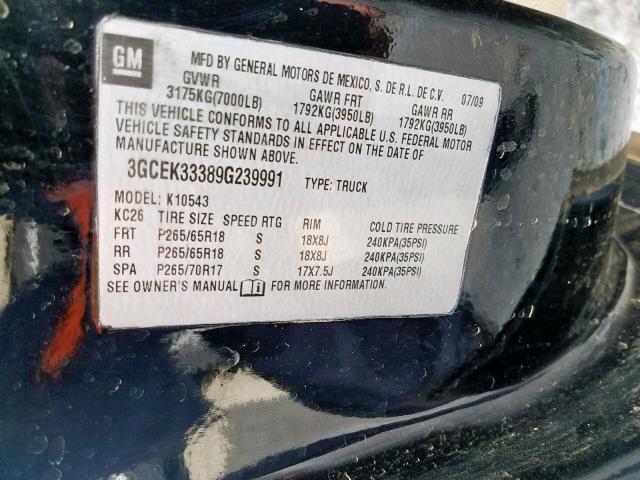 GM
MFD BY GENERAL MOTORS DE MEXICO, S. DE R.L. DE C.V. 07/09
GVWR GAWR FRT GAWR RR
3175KG(7000LB) 1792KG(3950LB) 1792KG(3950LB)
THIS VEHICLE CONFORMS TO ALL APPLICABLE U.S. FEDERAL MOTOR
VEHICLE SAFETY STANDARDS IN EFFECT ON THE DATE OF
MANUFACTURE SHOWN ABOVE.
3GCEK33389G239991 TYPE: TRUCK
MODEL: K10543
KC26 TIRE SIZE SPEED RTG RIM COLD TIRE PRESSURE
FRT P265/65R18 S 18X8J 240KPA(35PSI)
RR P265/65R18 S 18X8J 240KPA(35PSI)
SPA P265/70R17 S 17X7.5J 240KPA(35PSI)
SEE OWNER'S MANUAL FOR MORE INFORMATION.